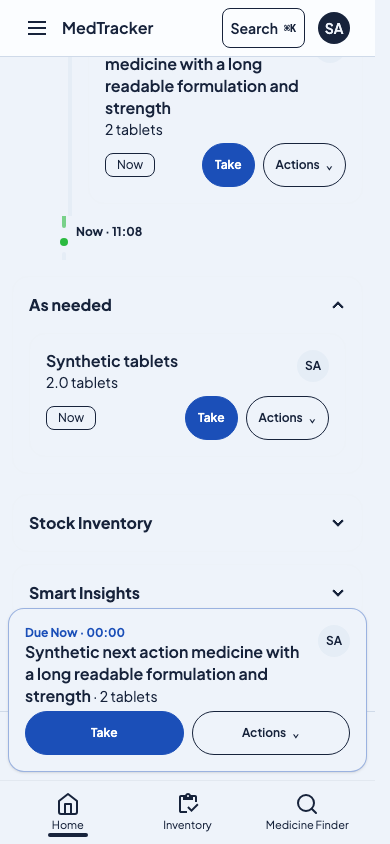 MedTracker
Search ⌘K
SA
medicine with a long
readable formulation and
strength
2 tablets
Now
Take
Actions
Now · 11:08
As needed
Synthetic tablets
SA
2.0 tablets
Now
Take
Actions
Stock Inventory
Smart Insights
Due Now · 00:00
SA
Synthetic next action medicine with
a long readable formulation and
strength · 2 tablets
Take
Actions
Home
Inventory
Medicine Finder